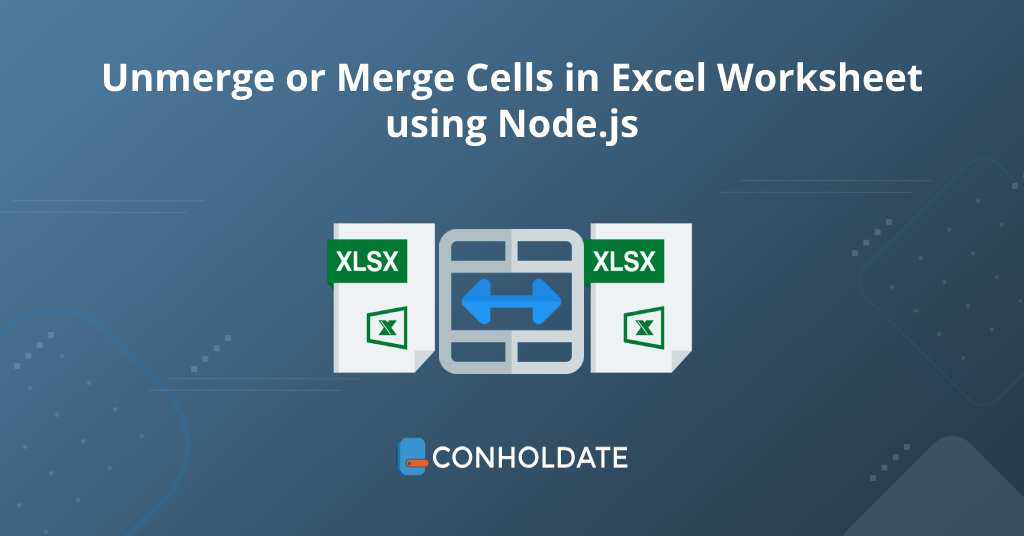 Unmerge or Merge Cells in Excel Worksheet
using Node.js
XLSX XLSX
CONHOLDATE